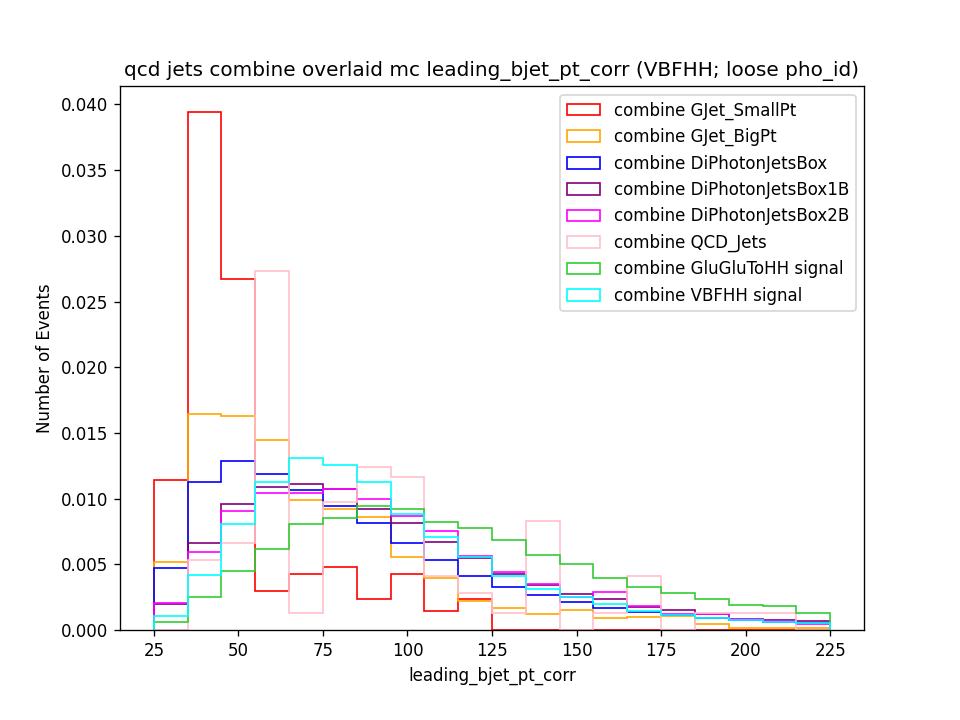 qcd jets combine overlaid mc leading_bjet_pt_corr (VBFHH; loose pho_id)
0.040
0.035
0.030
0.025
0.020
0.015
0.010
0.005
0.000
Number of Events
combine GJet_SmallPt
combine GJet_BigPt
combine DiPhotonJetsBox
combine DiPhotonJetsBox1B
combine DiPhotonJetsBox2B
combine QCD_Jets
combine GluGluToHH signal
combine VBFHH signal
25 50 75 100 125 150 175 200 225
leading_bjet_pt_corr